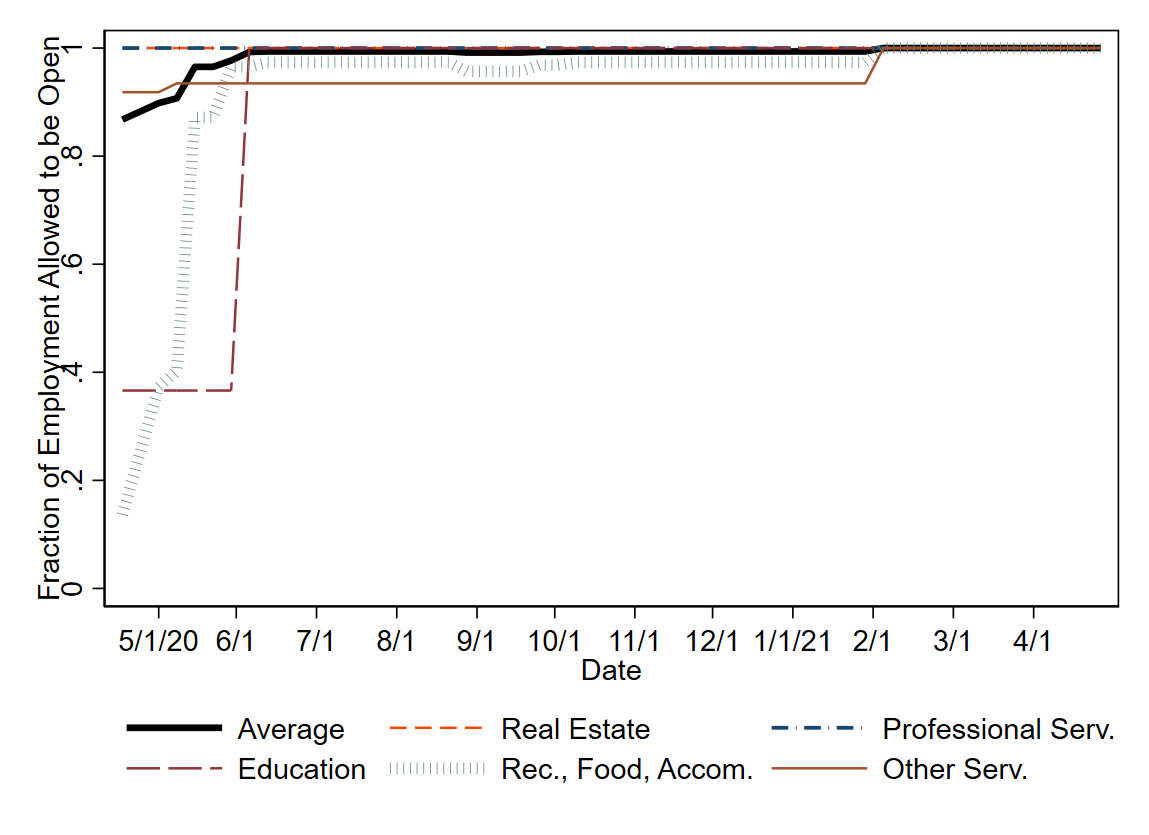 Fraction of Employment Allowed to be Open
1
.8
.6
.4
.2
0
5/1/20 6/1 7/1 8/1 9/1 10/1 11/1 12/1 1/1/21 2/1 3/1 4/1
Date
Average Real Estate Professional Serv.
Education Rec., Food, Accom. Other Serv.